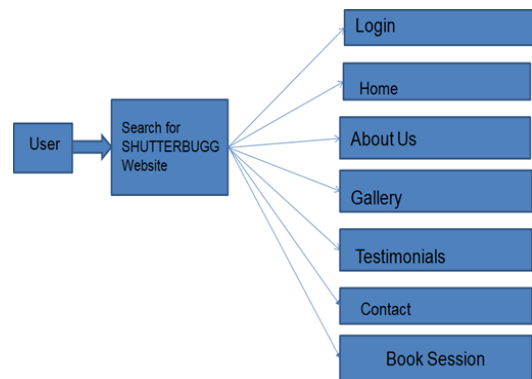 User
Search for
SHUTTERBUGG
Website
Login
Home
About Us
Gallery
Testimonials
Contact
Book Session